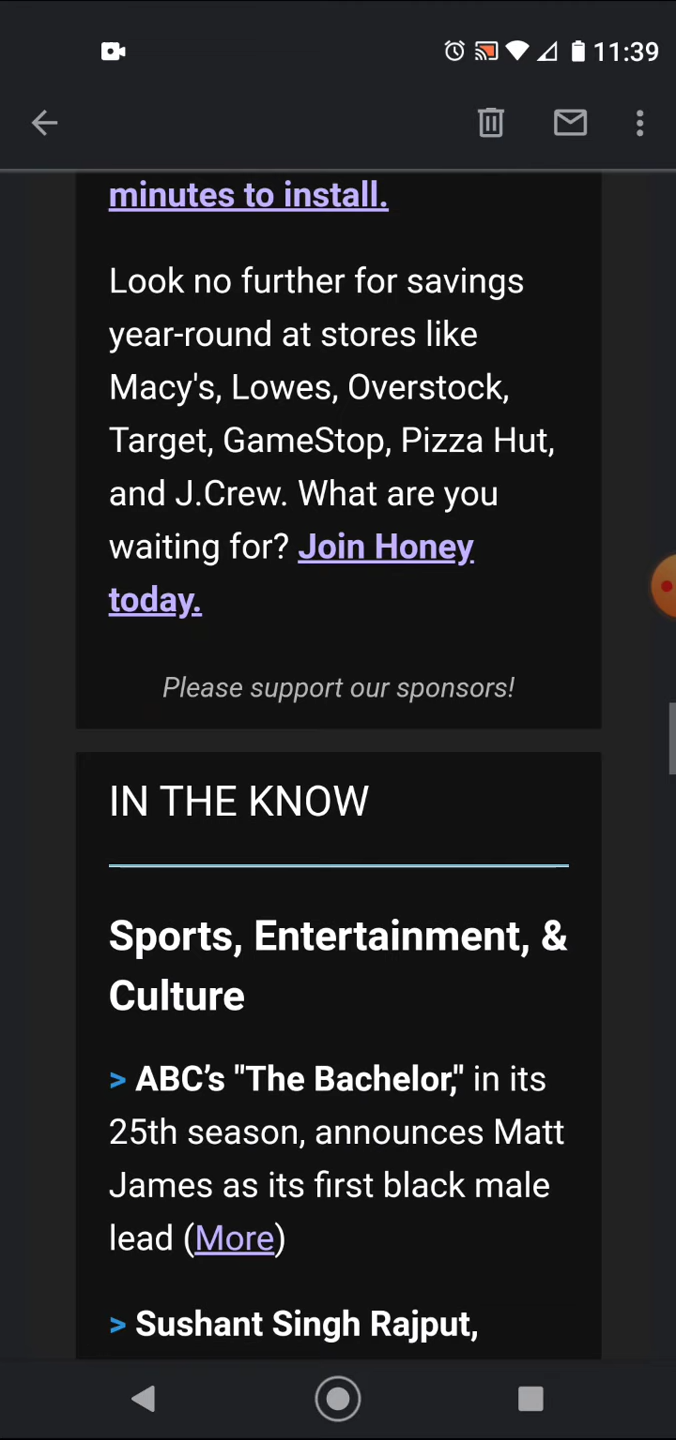 11:39
minutes to install.
Look no further for savings
year-round at stores like
Macy's, Lowes, Overstock,
Target, GameStop, Pizza Hut,
and J.Crew. What are you
waiting for? Join Honey
today.
Please support our sponsors!
IN THE KNOW
Sports, Entertainment, &
Culture
> ABC’s "The Bachelor," in its
25th season, announces Matt
James as its first black male
lead (More)
> Sushant Singh Rajput,